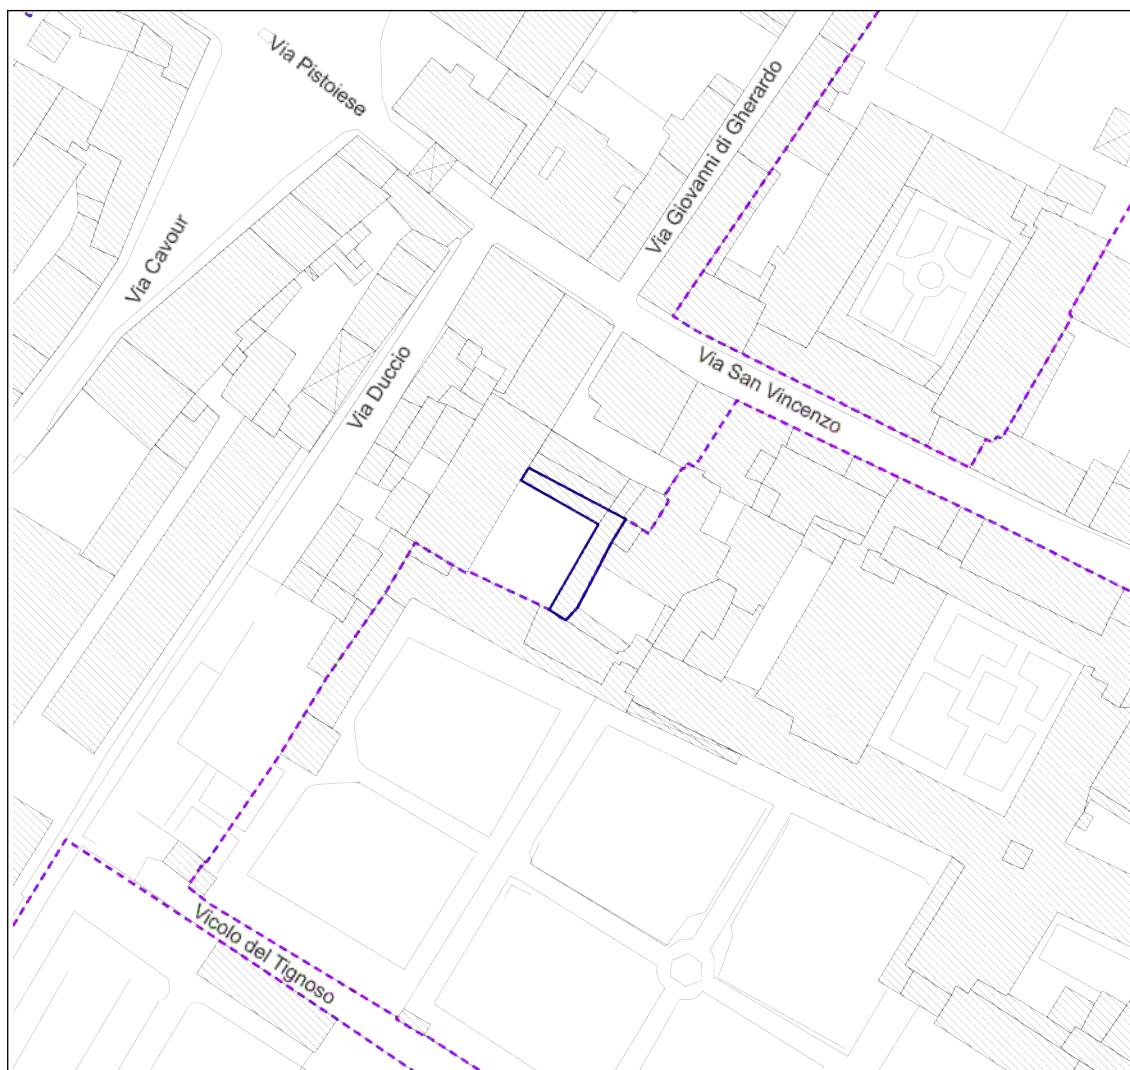 Via Pistoiese
Via Giovanni di Gherardo
Via Cavour
Via Duccio
Via San Vincenzo
Vicolo del Tignoso